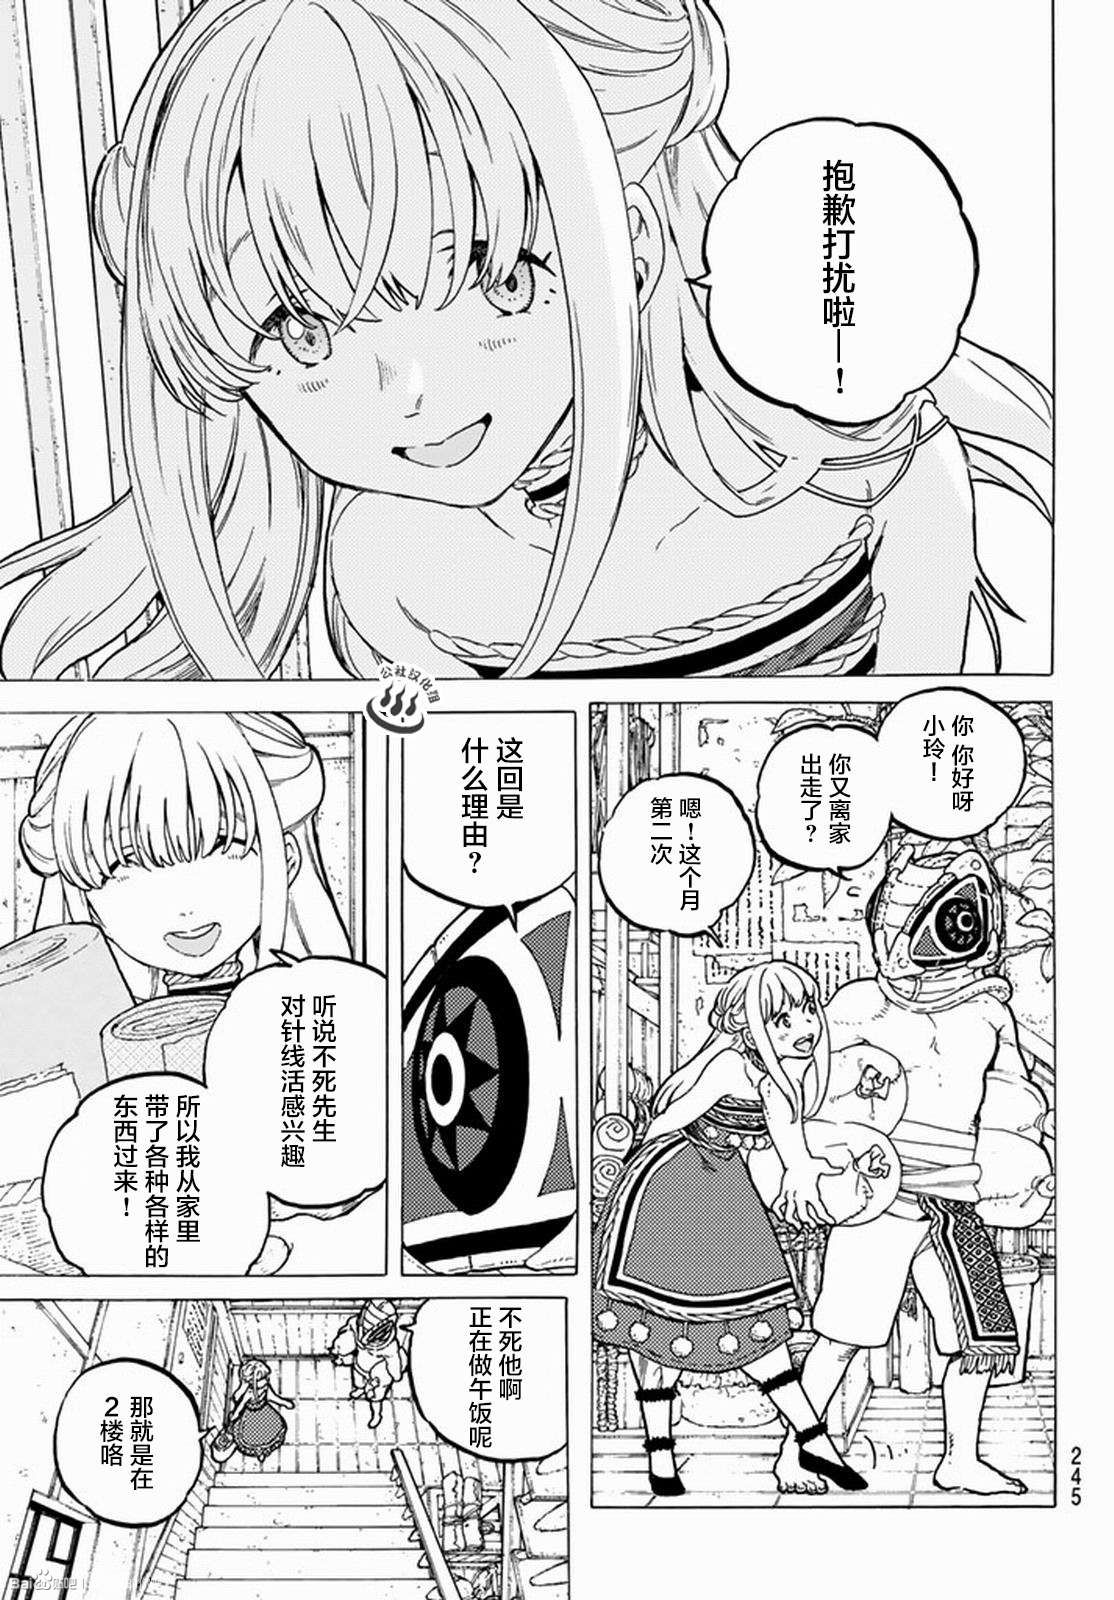 抱歉打扰啦—！
公社汉化组
你 你好呀
小玲！
你又离家
出走了？
嗯！这个月
第二次
这回是
什么理由？
听说不死先生
对针线活感兴趣
所以我从家里
带了各种各样的
东西过来！
不死他啊
正在做午饭呢
那就是在
2楼咯
245
Bai 贴吧